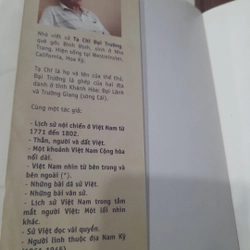 Nhà viết sử Tạ Chí Đại Trường
quê gốc Bình Định, sinh ở Nha
Trang. Hiện sống tại Westminster,
California, Hoa Kỳ.
Tạ Chí là họ và tên của thế thứ,
Đại Trường là ghép của hai địa
danh ở tỉnh Khánh Hòa: Đại Lãnh
và Trường Giang (sông Cái).
Cùng một tác giả:
- Lịch sử nội chiến ở Việt Nam từ
1771 đến 1802.
- Thần, người và đất Việt.
- Một khoảnh Việt Nam Cộng hòa
nối dài.
- Việt Nam nhìn từ bên trong và
bên ngoài (*).
- Những bài dã sử Việt.
- Những bài văn sử.
- Lịch sử Việt Nam trong tầm
mắt người Việt: Một lối nhìn
khác.
- Sử Việt đọc vài quyển.
- Người lính thuộc địa Nam Kỳ